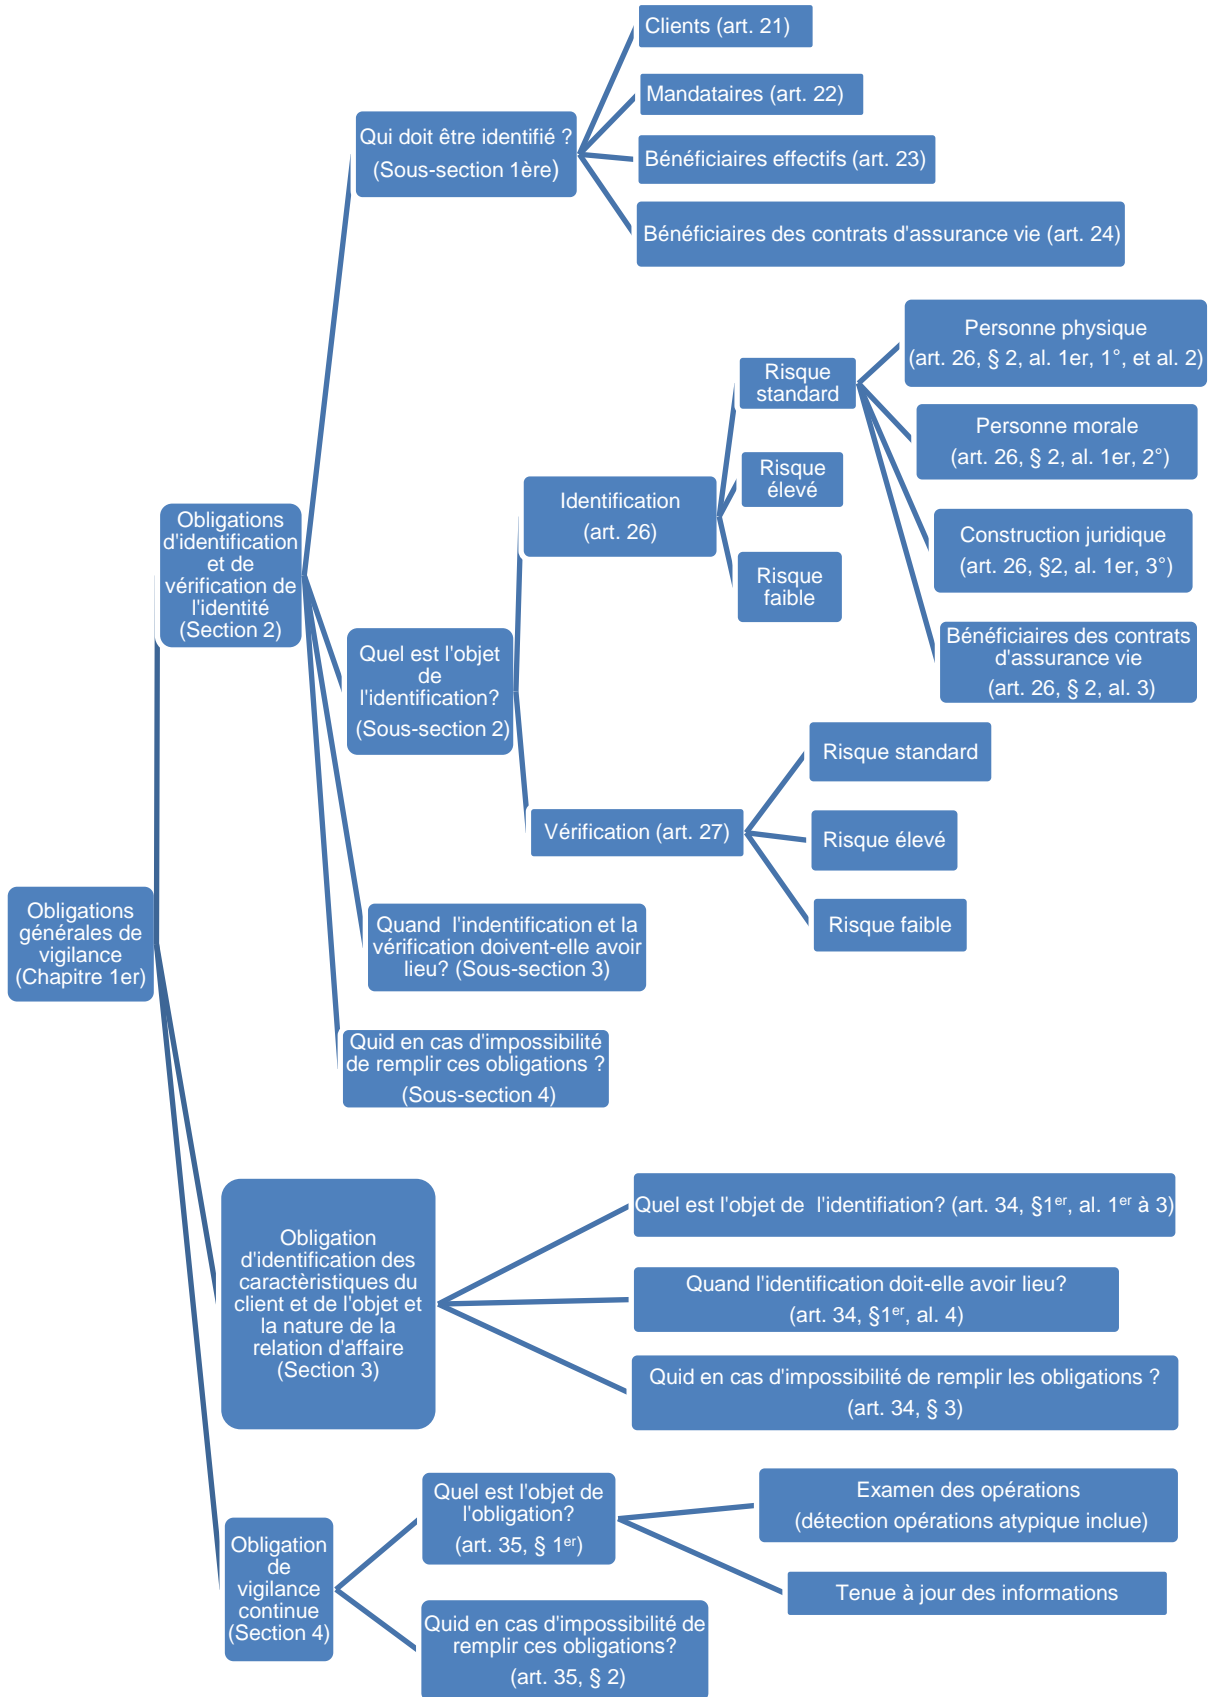 Clients (art. 21)
Mandataires (art. 22)
Qui doit être identifié ?
(Sous-section 1ère)
Bénéficiaires effectifs (art. 23)
Bénéficiaires des contrats d'assurance vie (art. 24)
Personne physique
(art. 26, § 2, al. 1er, 1°, et al. 2)
Risque
standard
Personne morale
(art. 26, § 2, al. 1er, 2°)
Risque
élevé
Identification
(art. 26)
Construction juridique
(art. 26, §2, al. 1er, 3°)
Risque
faible
Obligations
d'identification
et de
vérification de
l'identité
(Section 2)
Bénéficiaires des contrats
d'assurance vie
(art. 26, § 2, al. 3)
Quel est l'objet
de
l'identification?
(Sous-section 2)
Risque standard
Vérification (art. 27)
Risque élevé
Risque faible
Obligations
générales de
vigilance
(Chapitre 1er)
Quand  l'indentification et la
vérification doivent-elle avoir
lieu? (Sous-section 3)
Quid en cas d'impossibilité
de remplir ces obligations ?
(Sous-section 4)
Obligation
d'identification des
caractèristiques du
client et de l'objet et
la nature de la
relation d'affaire
(Section 3)
Quel est l'objet de  l'identifiation? (art. 34, §1er, al. 1er à 3)
Quand l'identification doit-elle avoir lieu?
(art. 34, §1er, al. 4)
Quid en cas d'impossibilité de remplir les obligations ?
(art. 34, § 3)
Obligation
de
vigilance
continue
(Section 4)
Quel est l'objet de
l'obligation?
(art. 35, § 1er)
Examen des opérations
(détection opérations atypique inclue)
Tenue à jour des informations
Quid en cas d'impossibilité de
remplir ces obligations?
(art. 35, § 2)